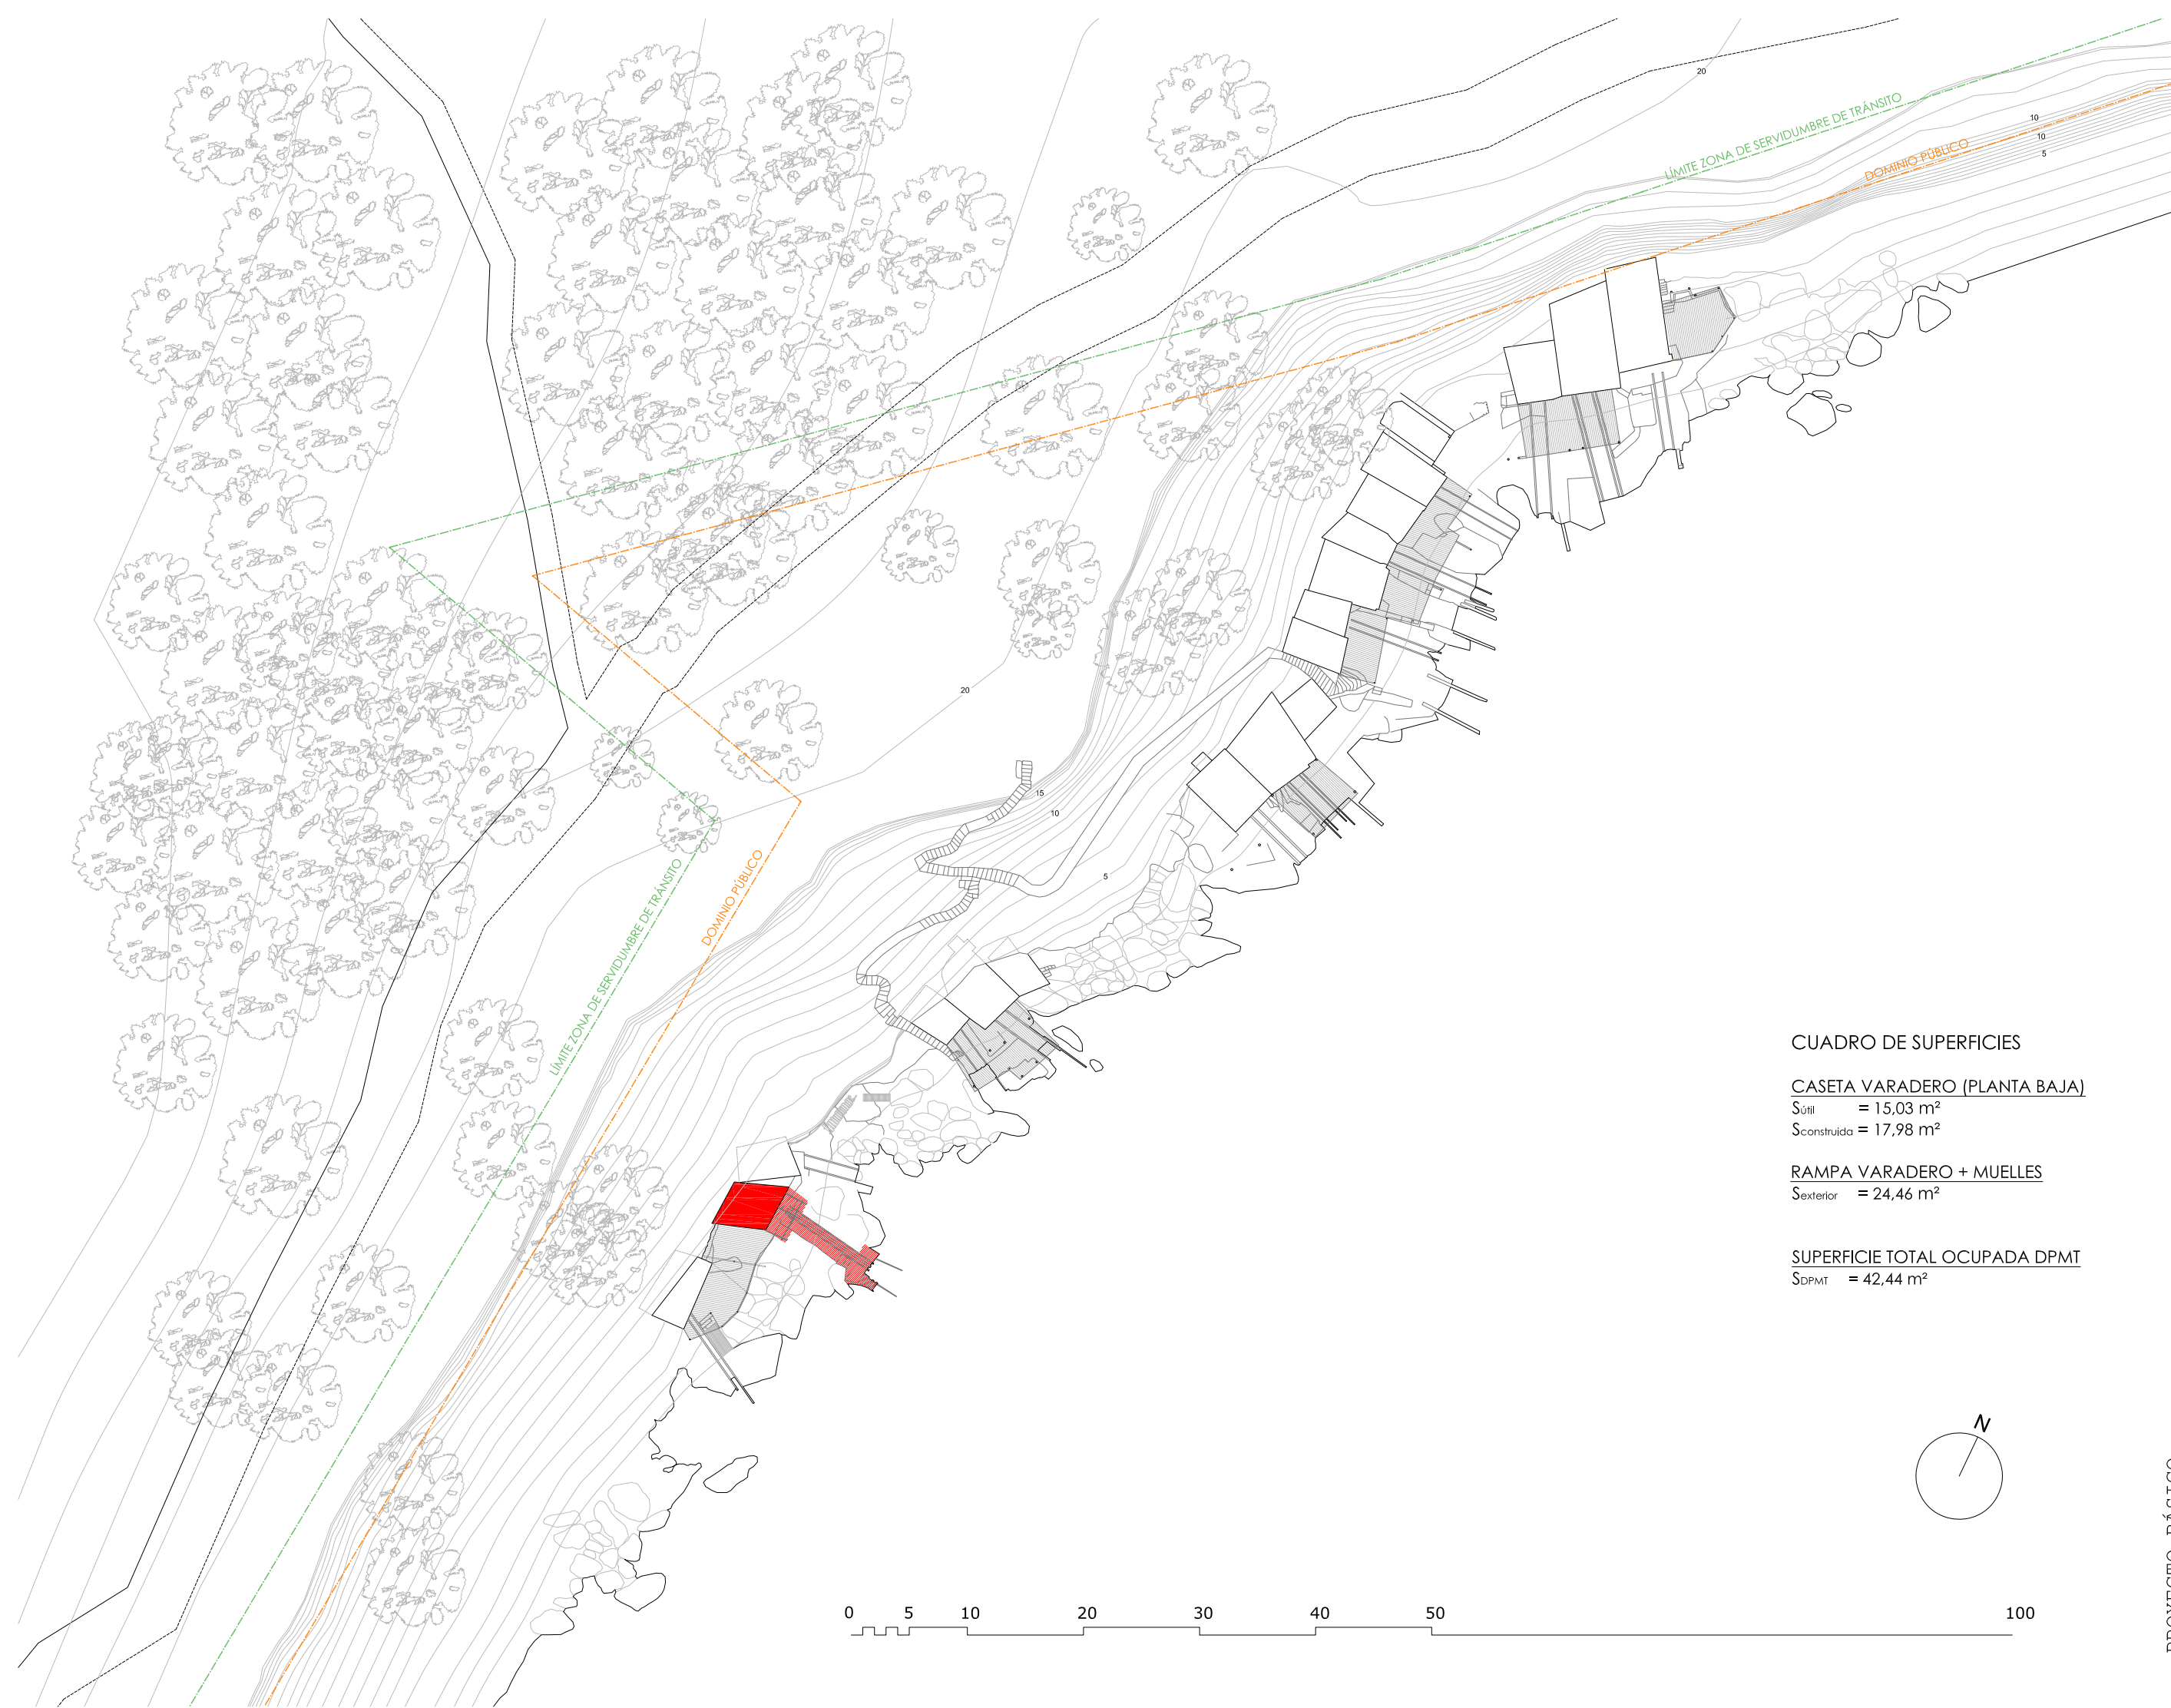 20
LÍMITE ZONA DE SERVIDUMBRE DE TRÁNSITO
DOMINIO PÚBLICO
10
10
5
20
15
10
5
LÍMITE ZONA DE SERVIDUMBRE DE TRÁNSITO
DOMINIO PÚBLICO
CUADRO DE SUPERFICIES
CASETA VARADERO (PLANTA BAJA)
Sútil = 15,03 m²
Sconstruida = 17,98 m²
RAMPA VARADERO + MUELLES
Sexterior = 24,46 m²
SUPERFICIE TOTAL OCUPADA DPMT
SDPMT = 42,44 m²
N
0 5 10 20 30 40 50 100